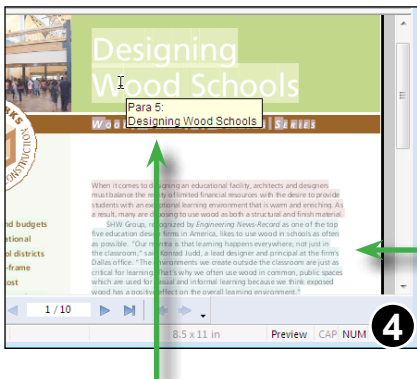 Designing
Wood Schools
Para 5:
Designing Wood Schools
Series
CONSTRUCTION
When it comes to designing an educational facility, architects and designers
must balance the reality of limited financial resources with the desire to provide
students with an exceptional learning environment that is warm and enriching. As
a result, many are choosing to use wood as both a structural and finish material.
SHW Group, recognized by Engineering News-Record as one of the top
five education design firms in America, likes to use wood in schools as often
as possible. "Our mantra is that learning happens everywhere, not just in
the classroom," said Konrad Judd, a lead designer and principal at the firm's
Dallas office. "The environments we create outside the classroom are just as
critical for learning. That's why we often use wood in common, public spaces
which are used for casual and informal learning because we think exposed
wood has a positive effect on the overall learning environment."
nd budgets
ational
ol districts
-frame
ost
1 / 10
8.5 x 11 in
Preview
CAP
NUM
4